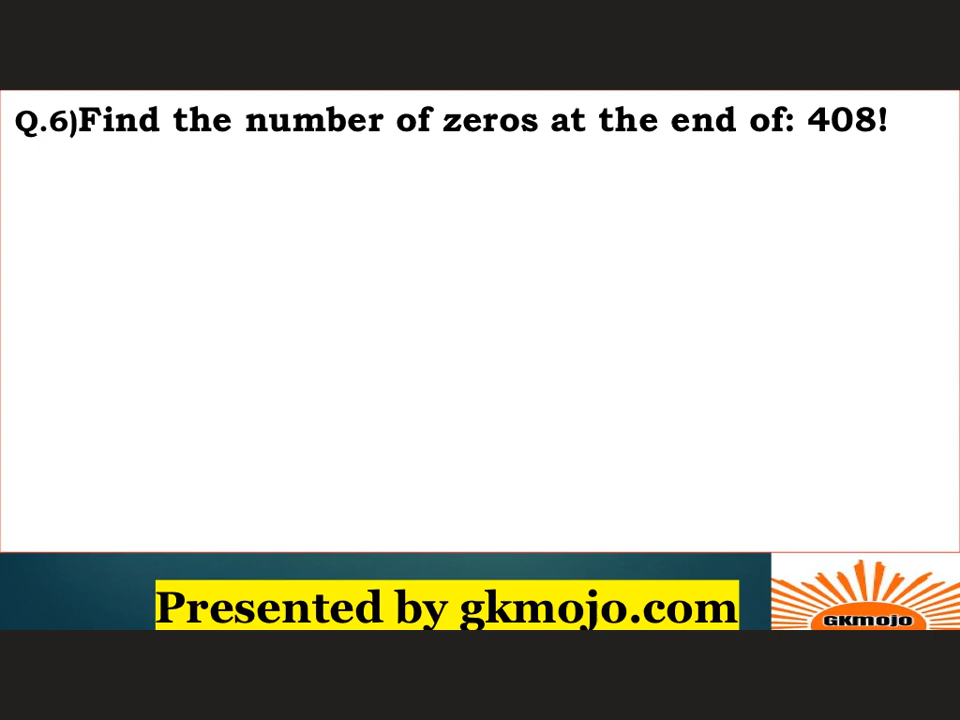 Q.6)Find the number of zeros at the end of: 408!
Presented by gkmojo.com
GKmojo